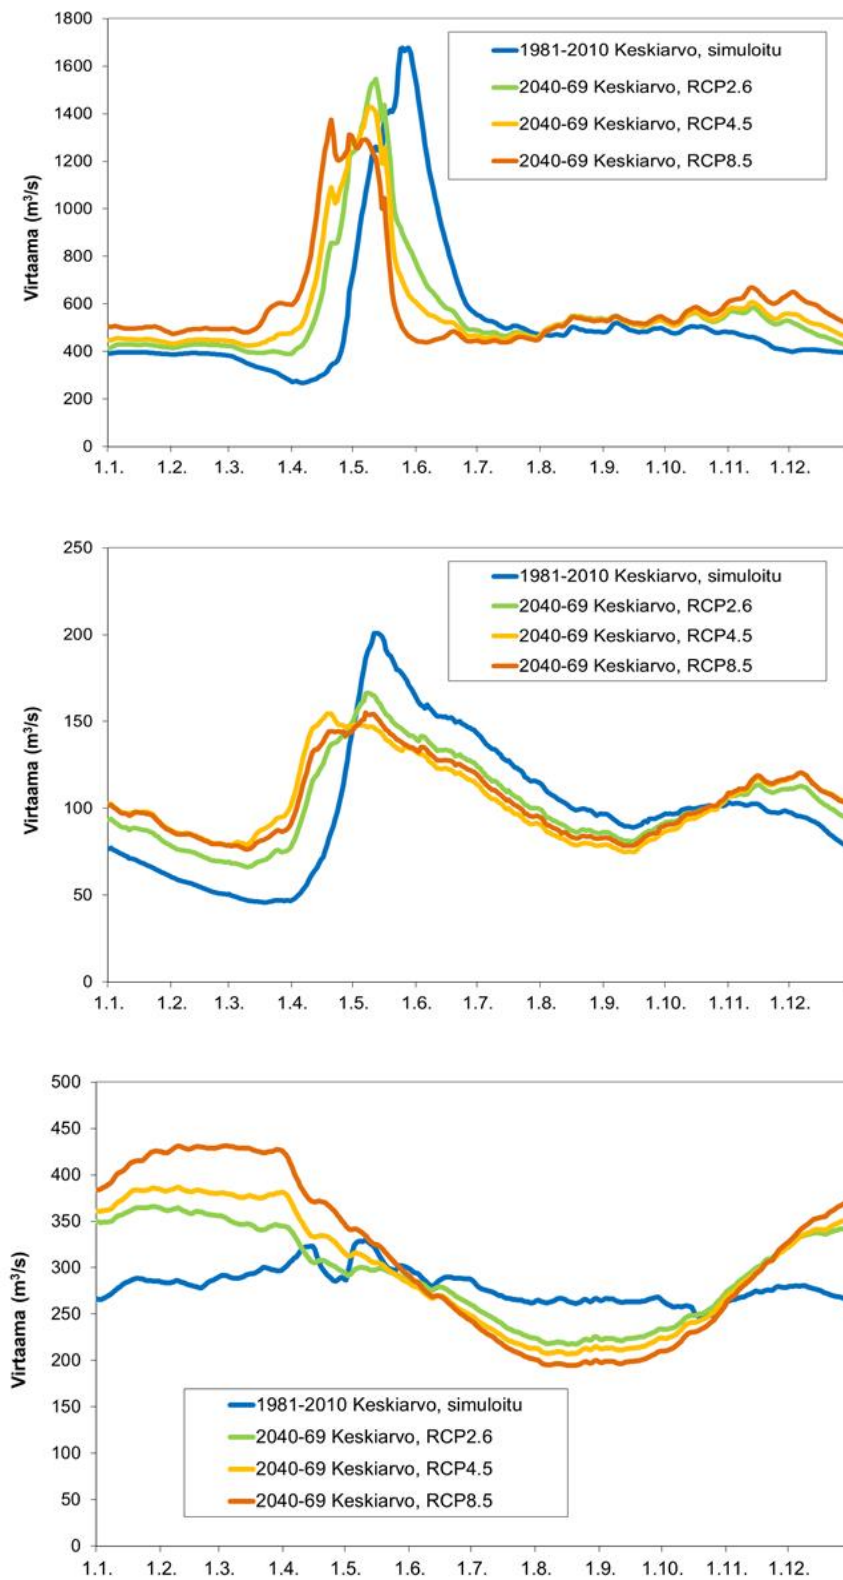 1800
1600
1400
1200
1000
800
600
400
200
0
Virtaama (m³/s)
1981-2010 Keskiarvo, simuloitu
2040-69 Keskiarvo, RCP2.6
2040-69 Keskiarvo, RCP4.5
2040-69 Keskiarvo, RCP8.5
1.1. 1.2. 1.3. 1.4. 1.5. 1.6. 1.7. 1.8. 1.9. 1.10. 1.11. 1.12.
250
200
150
100
50
0
Virtaama (m³/s)
1981-2010 Keskiarvo, simuloitu
2040-69 Keskiarvo, RCP2.6
2040-69 Keskiarvo, RCP4.5
2040-69 Keskiarvo, RCP8.5
1.1. 1.2. 1.3. 1.4. 1.5. 1.6. 1.7. 1.8. 1.9. 1.10. 1.11. 1.12.
500
450
400
350
300
250
200
150
100
50
0
Virtaama (m³/s)
1981-2010 Keskiarvo, simuloitu
2040-69 Keskiarvo, RCP2.6
2040-69 Keskiarvo, RCP4.5
2040-69 Keskiarvo, RCP8.5
1.1. 1.2. 1.3. 1.4. 1.5. 1.6. 1.7. 1.8. 1.9. 1.10. 1.11. 1.12.